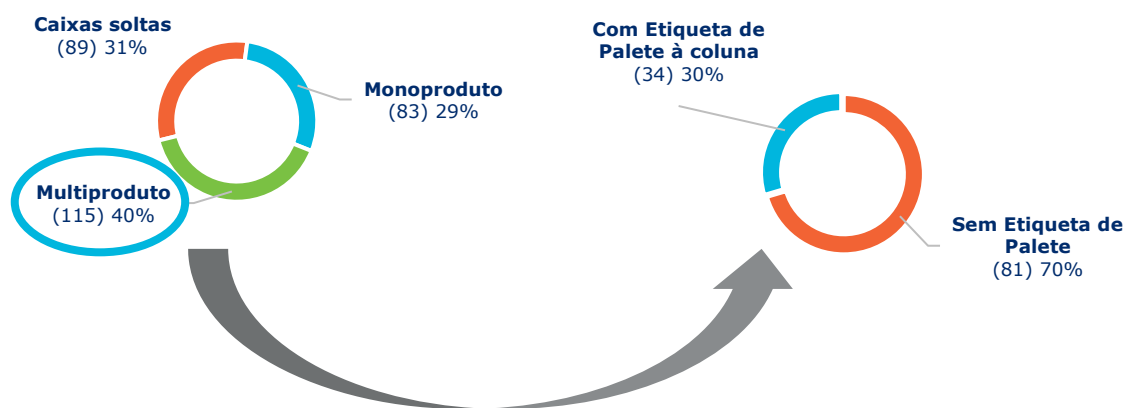 Caixas soltas
(89) 31%
Monoproduto
(83) 29%
Multiproduto
(115) 40%
Com Etiqueta de
Palete à coluna
(34) 30%
Sem Etiqueta de
Palete
(81) 70%